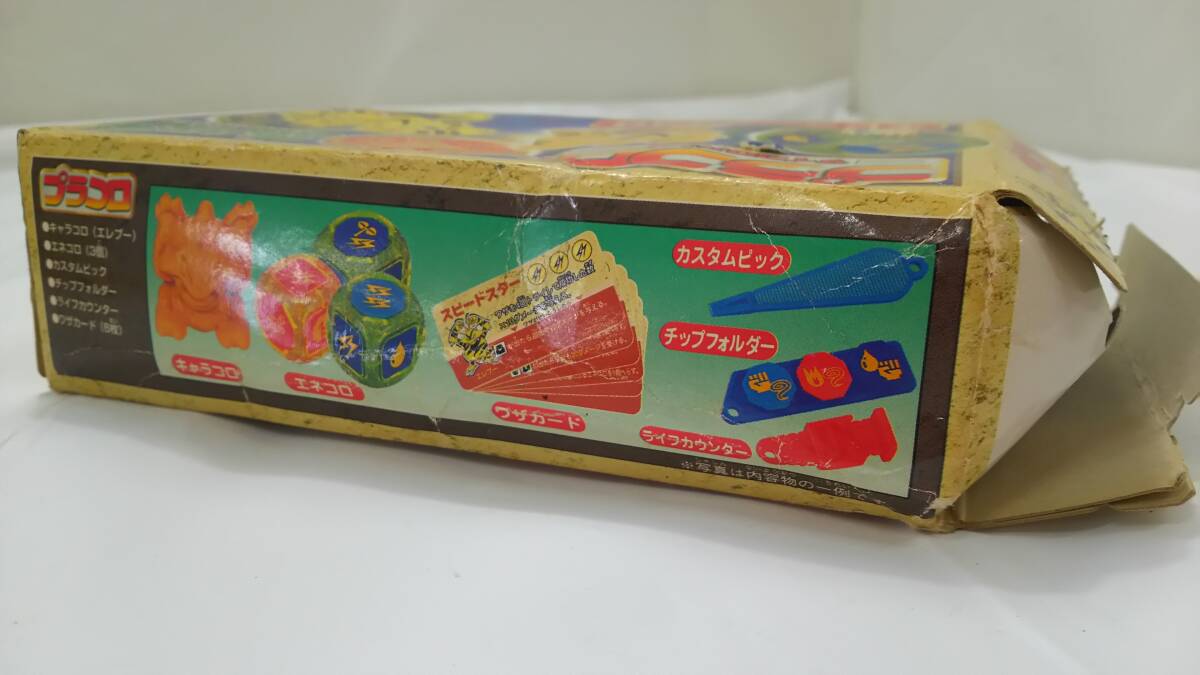 プラコロ
●キャラコロ（エレブー）
●エネコロ（3個）
●カスタムピック
●チップフォルダー
●ライフカウンター
●ワザカード（6枚）
キャラコロ
エネコロ
スピードスター
エレブー
ワザカード
カスタムピック
チップフォルダー
ライフカウンター
※写真は内容物の一例です